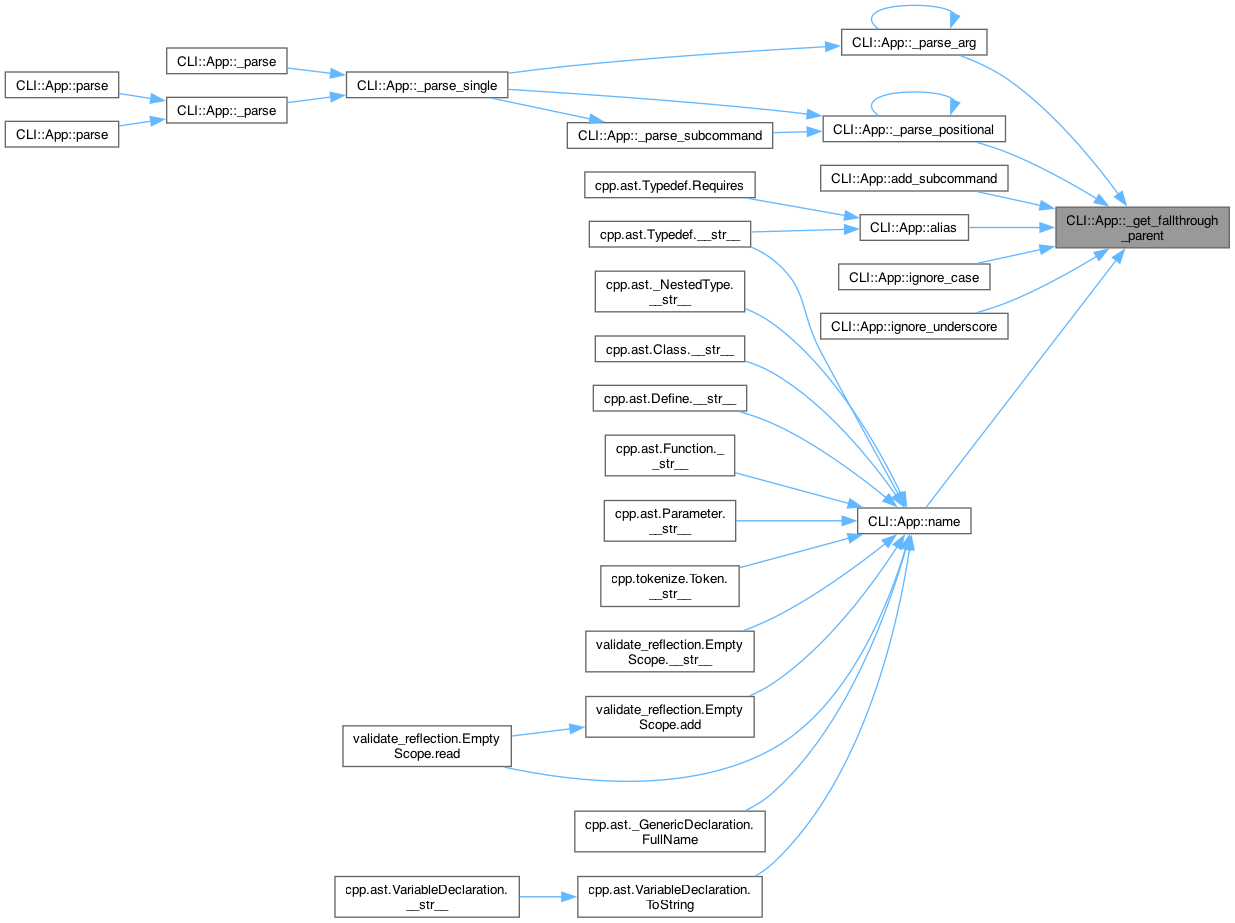 CLI::App::_parse_arg
CLI::App::_parse
CLI::App::parse
CLI::App::_parse_single
CLI::App::_parse
CLI::App::parse
CLI::App::_parse_subcommand
CLI::App::_parse_positional
CLI::App::add_subcommand
cpp.ast.Typedef.Requires
CLI::App::_get_fallthrough
_parent
CLI::App::alias
cpp.ast.Typedef.__str__
CLI::App::ignore_case
cpp.ast._NestedType.
__str__
CLI::App::ignore_underscore
cpp.ast.Class.__str__
cpp.ast.Define.__str__
cpp.ast.Function._
_str__
CLI::App::name
cpp.ast.Parameter.
__str__
cpp.tokenize.Token.
__str__
validate_reflection.Empty
Scope.__str__
validate_reflection.Empty
Scope.add
validate_reflection.Empty
Scope.read
cpp.ast._GenericDeclaration.
FullName
cpp.ast.VariableDeclaration.
__str__
cpp.ast.VariableDeclaration.
ToString